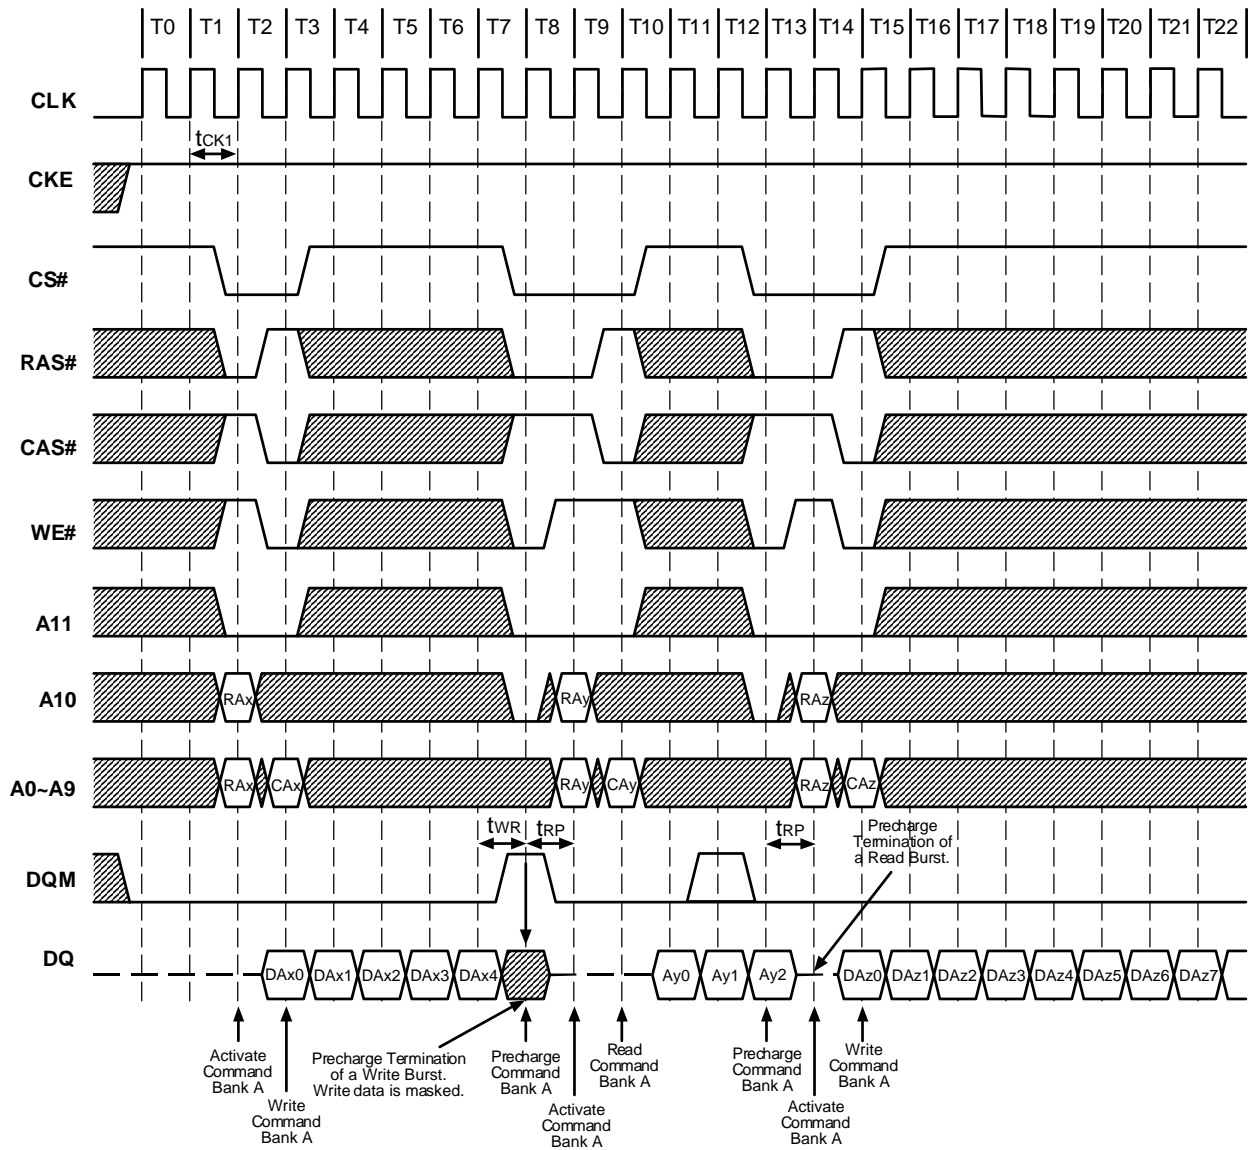 T0 T1 T2 T3 T4 T5 T6 T7 T8 T9 T10 T11 T12 T13 T14 T15 T16 T17 T18 T19 T20 T21 T22
CLK
tCK1
CKE
CS#
RAS#
CAS#
WE#
A11
A10
RAx RAy RAz
A0~A9
RAx CAx RAy CAy RAz CAz
tWR tRP tRP
Precharge
Termination of
a Read Burst.
DQM
DQ
DAx0 DAx1 DAx2 DAx3 DAx4 Ay0 Ay1 Ay2 DAz0 DAz1 DAz2 DAz3 DAz4 DAz5 DAz6 DAz7
Activate
Command
Bank A
Write
Command
Bank A
Precharge Termination
of a Write Burst.
Write data is masked.
Precharge
Command
Bank A
Activate
Command
Bank A
Read
Command
Bank A
Precharge
Command
Bank A
Activate
Command
Bank A
Write
Command
Bank A